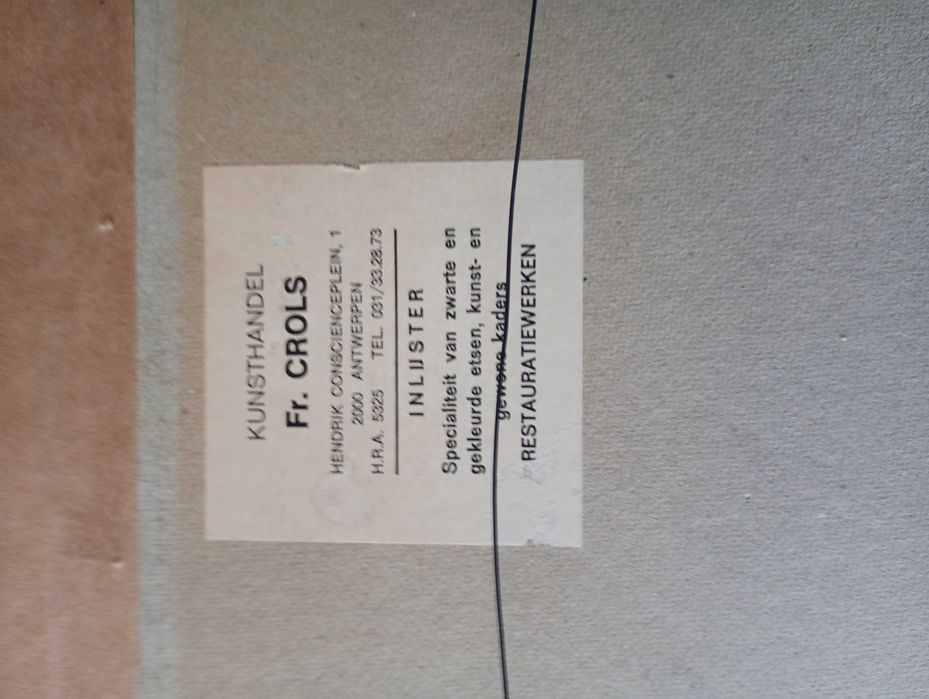 KUNSTHANDEL
Fr. CROLS
HENDRIK CONSCIENCEPLEIN, 1
2000 ANTWERPEN
H.R.A. 5325 TEL. 031/33.28.73
INLIJSTER
Specialiteit van zwarte en
gekleurde etsen, kunst- en
gewone kaders
RESTAURATIEWERKEN